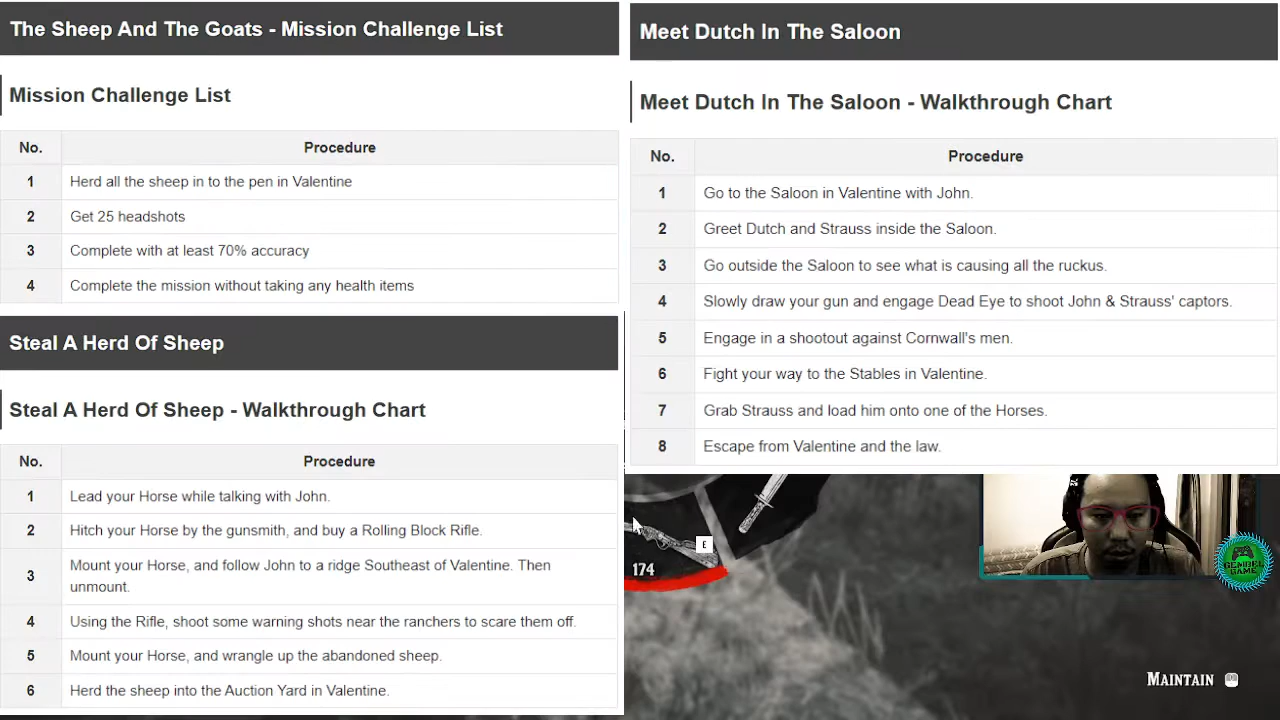 The Sheep And The Goats - Mission Challenge List
Mission Challenge List
No. Procedure
1 Herd all the sheep in to the pen in Valentine
2 Get 25 headshots
3 Complete with at least 70% accuracy
4 Complete the mission without taking any health items
Steal A Herd Of Sheep
Steal A Herd Of Sheep - Walkthrough Chart
No. Procedure
1 Lead your Horse while talking with John.
2 Hitch your Horse by the gunsmith, and buy a Rolling Block Rifle.
3 Mount your Horse, and follow John to a ridge Southeast of Valentine. Then
unmount.
4 Using the Rifle, shoot some warning shots near the ranchers to scare them off.
5 Mount your Horse, and wrangle up the abandoned sheep.
6 Herd the sheep into the Auction Yard in Valentine.
Meet Dutch In The Saloon
Meet Dutch In The Saloon - Walkthrough Chart
No. Procedure
1 Go to the Saloon in Valentine with John.
2 Greet Dutch and Strauss inside the Saloon.
3 Go outside the Saloon to see what is causing all the ruckus.
4 Slowly draw your gun and engage Dead Eye to shoot John & Strauss' captors.
5 Engage in a shootout against Cornwall's men.
6 Fight your way to the Stables in Valentine.
7 Grab Strauss and load him onto one of the Horses.
8 Escape from Valentine and the law.
E
174
GEMBEL
GAME
MAINTAIN